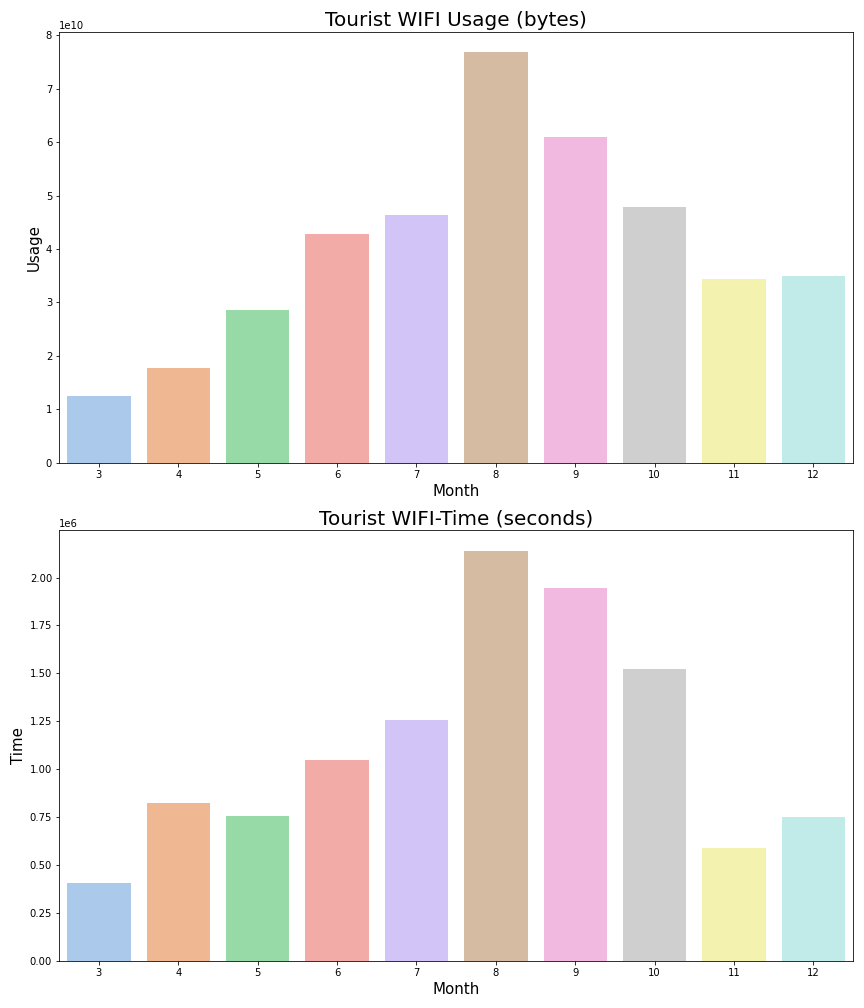 Tourist WIFI Usage (bytes)
1e10
8
7
6
5
4
3
2
1
0
Usage
3 4 5 6 7 8 9 10 11 12
Month
Tourist WIFI-Time (seconds)
1e6
2.00
1.75
1.50
1.25
1.00
0.75
0.50
0.25
0.00
Time
3 4 5 6 7 8 9 10 11 12
Month